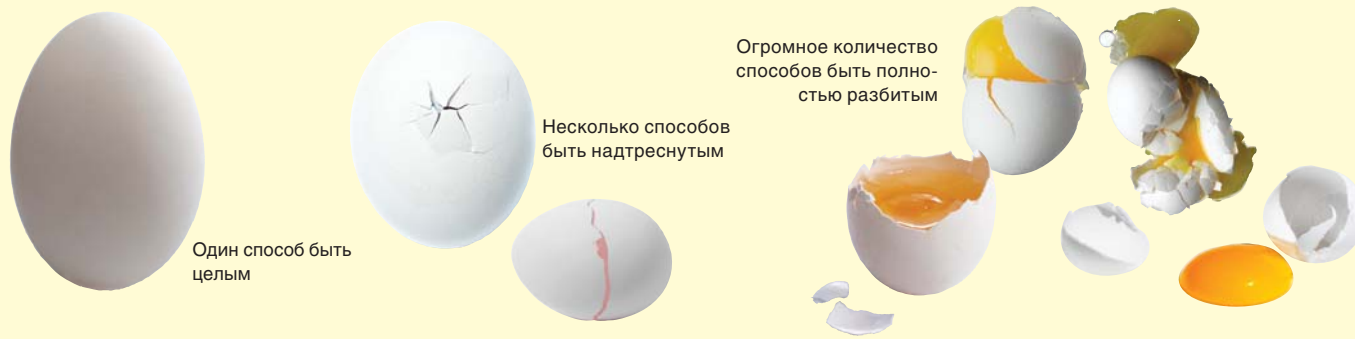 Один способ быть
целым
Несколько способов
быть надтреснутым
Огромное количество
способов быть полно-
стью разбитым